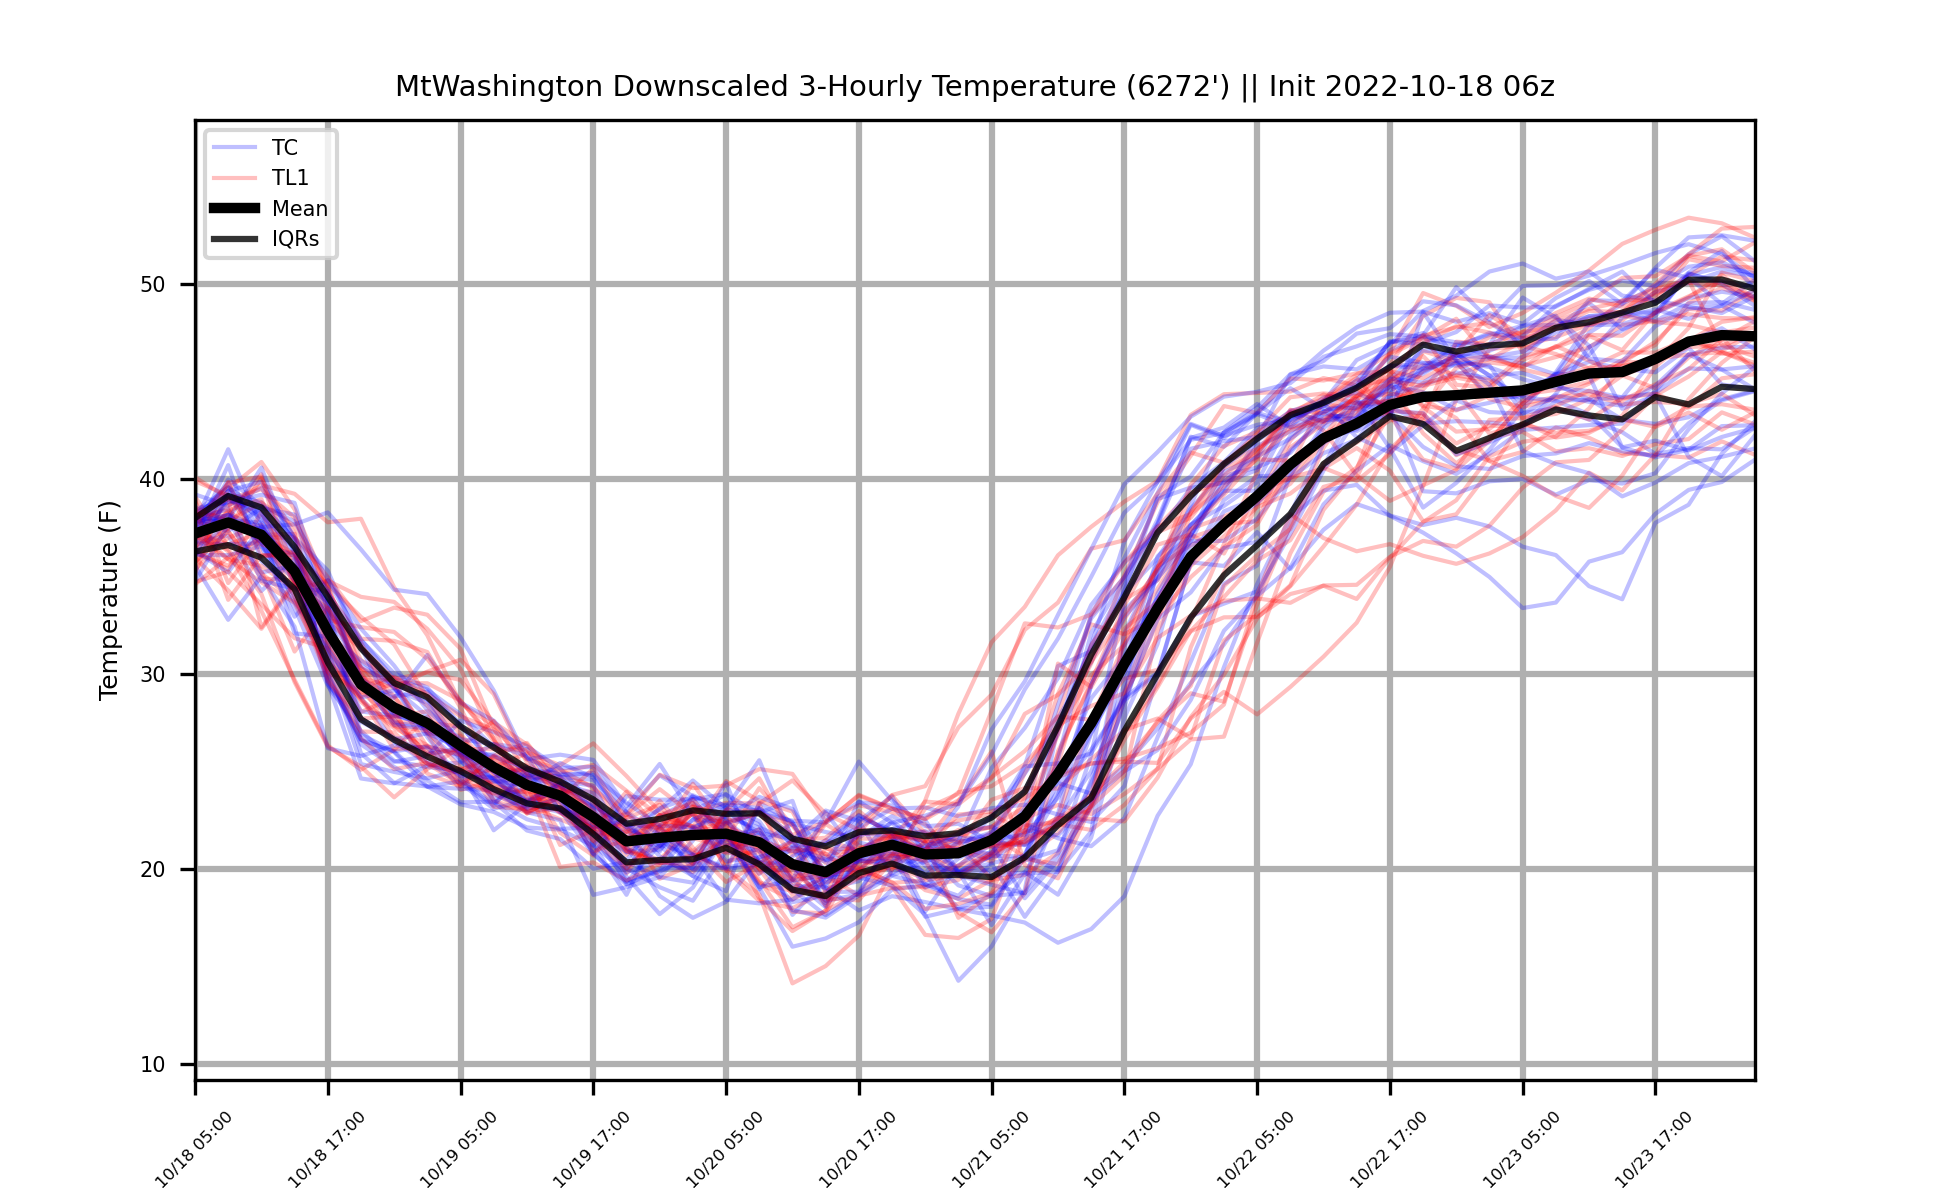 MtWashington Downscaled 3-Hourly Temperature (6272') || Init 2022-10-18 06z
TC
TL1
Mean
IQRs
Temperature (F)
50
40
30
20
10
10/18 05:00
10/18 17:00
10/19 05:00
10/19 17:00
10/20 05:00
10/20 17:00
10/21 05:00
10/21 17:00
10/22 05:00
10/22 17:00
10/23 05:00
10/23 17:00